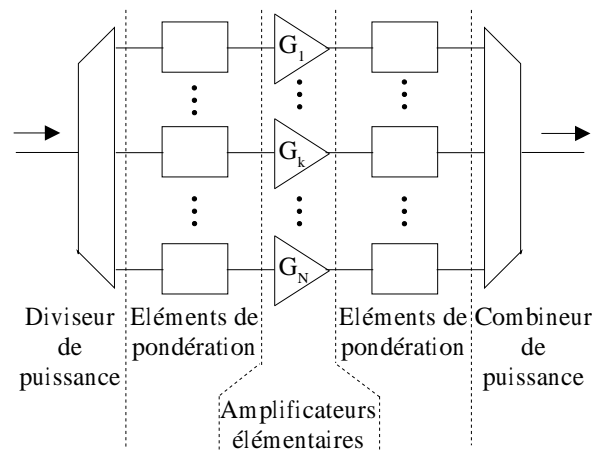 G1
Gk
GN
Diviseur
de
puissance
Eléments de
pondération
Amplificateurs
élémentaires
Eléments de
pondération
Combineur
de
puissance